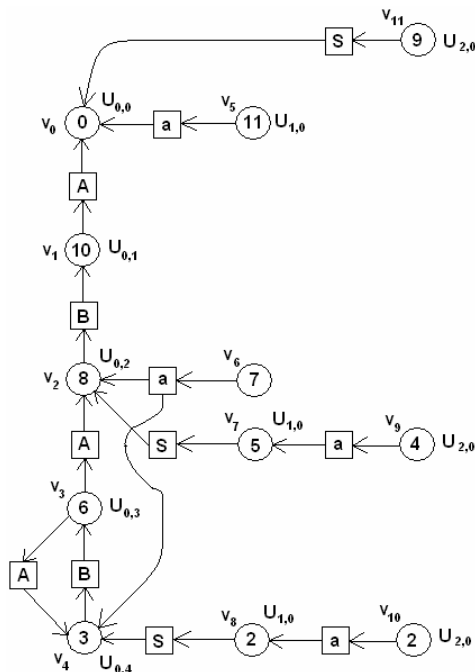 v11
S 9 U2,0
U0,0
v5
v0 0 a 11 U1,0
A
v1 10 U0,1
B
U0,2 v6
v2 8 a 7
v7 U1,0 v9
A S 5 a 4 U2,0
v3
6 U0,3
A B
v8 U1,0 v10
3 S 2 a 2
v4 U0,4 U2,0